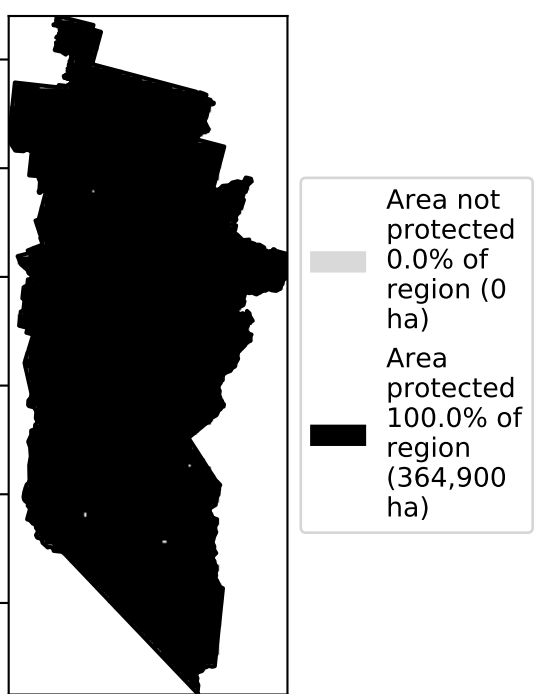 Area not
protected
0.0% of
region (0
ha)
Area
protected
100.0% of
region
(364,900
ha)